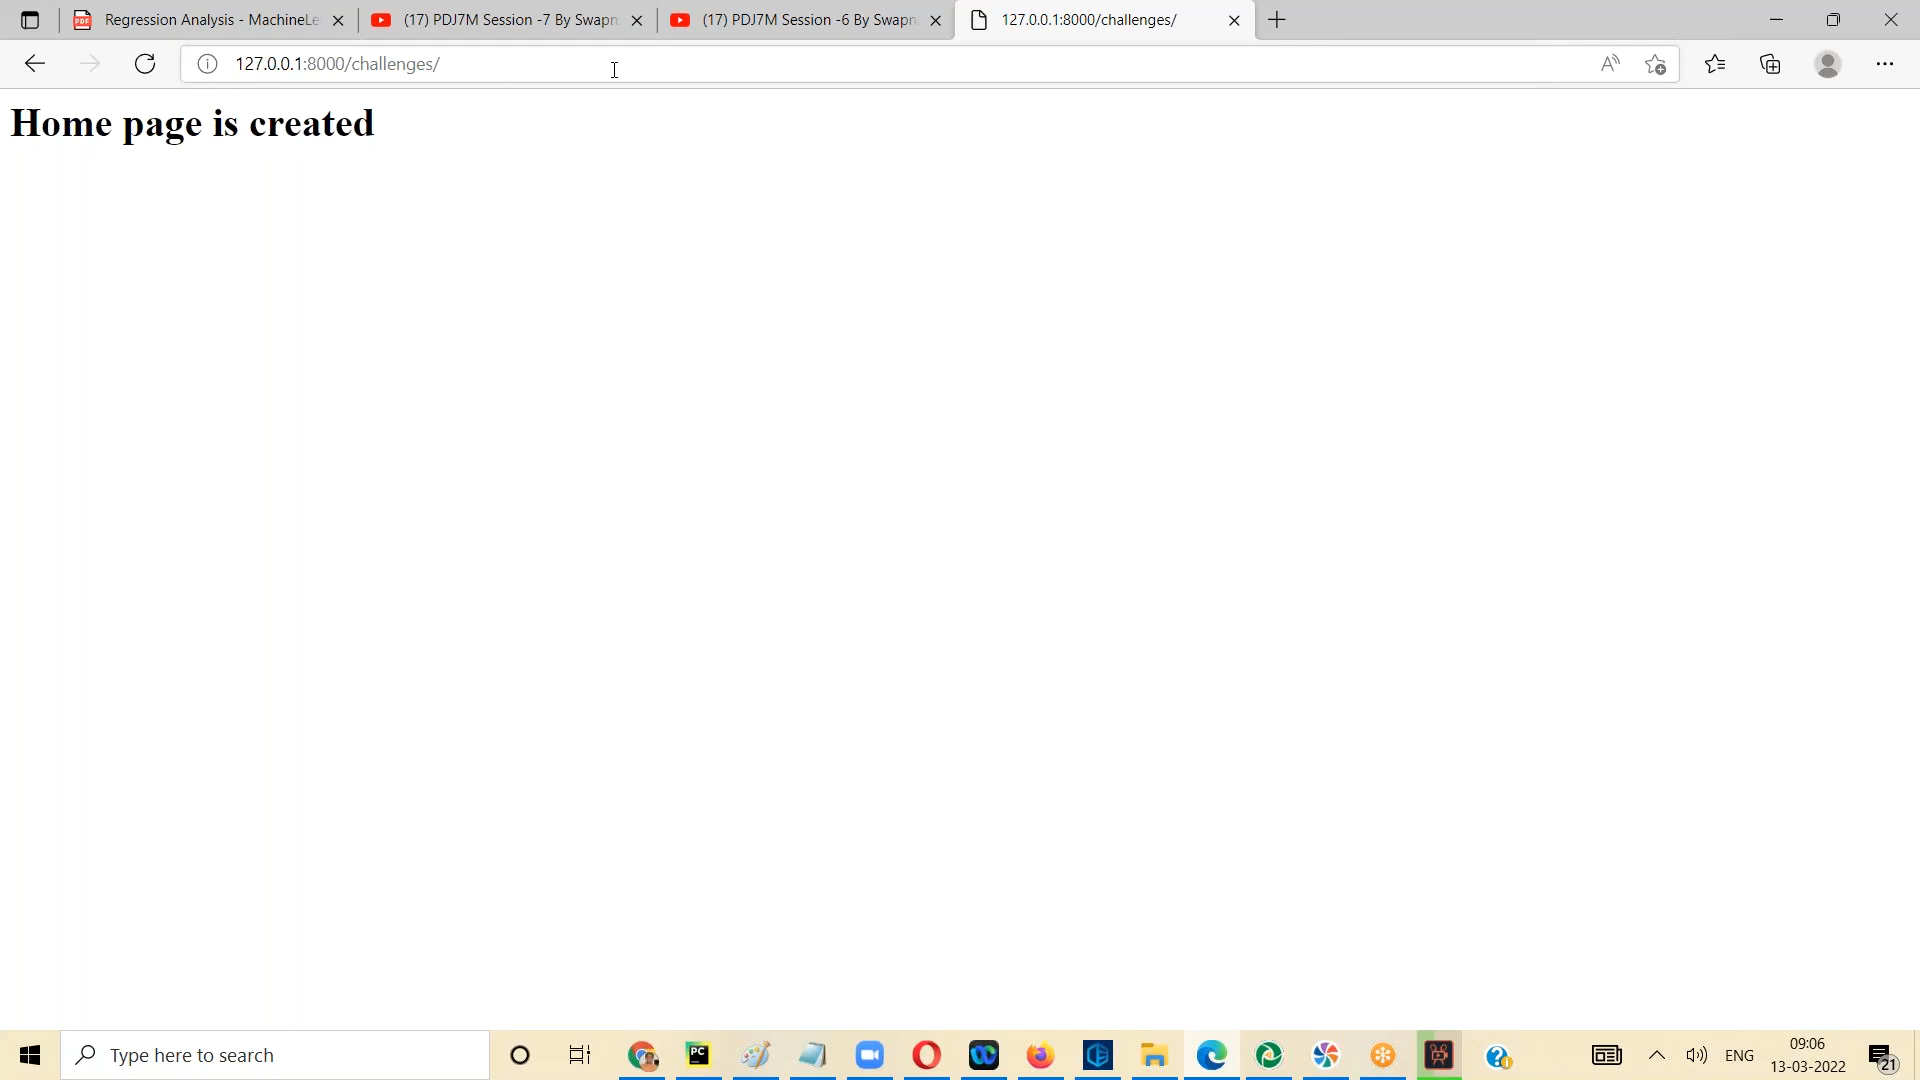 Regression Analysis - MachineLe
(17) PDJ7M Session -7 By Swapn
(17) PDJ7M Session -6 By Swapn
127.0.0.1:8000/challenges/
127.0.0.1:8000/challenges/
Home page is created
Type here to search
PC
ENG
09:06
13-03-2022
21